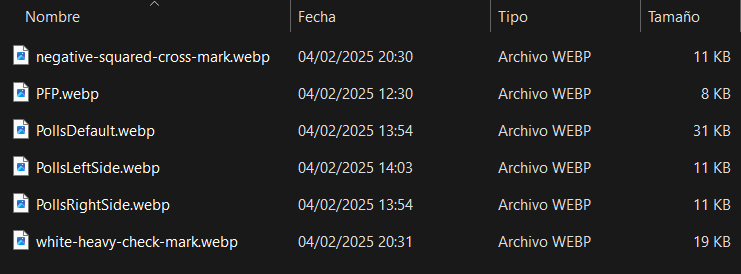 Nombre Fecha Tipo Tamaño
negative-squared-cross-mark.webp 04/02/2025 20:30 Archivo WEBP 11 KB
PFP.webp 04/02/2025 12:30 Archivo WEBP 8 KB
PollsDefault.webp 04/02/2025 13:54 Archivo WEBP 31 KB
PollsLeftSide.webp 04/02/2025 14:03 Archivo WEBP 11 KB
PollsRightSide.webp 04/02/2025 13:54 Archivo WEBP 11 KB
white-heavy-check-mark.webp 04/02/2025 20:31 Archivo WEBP 19 KB